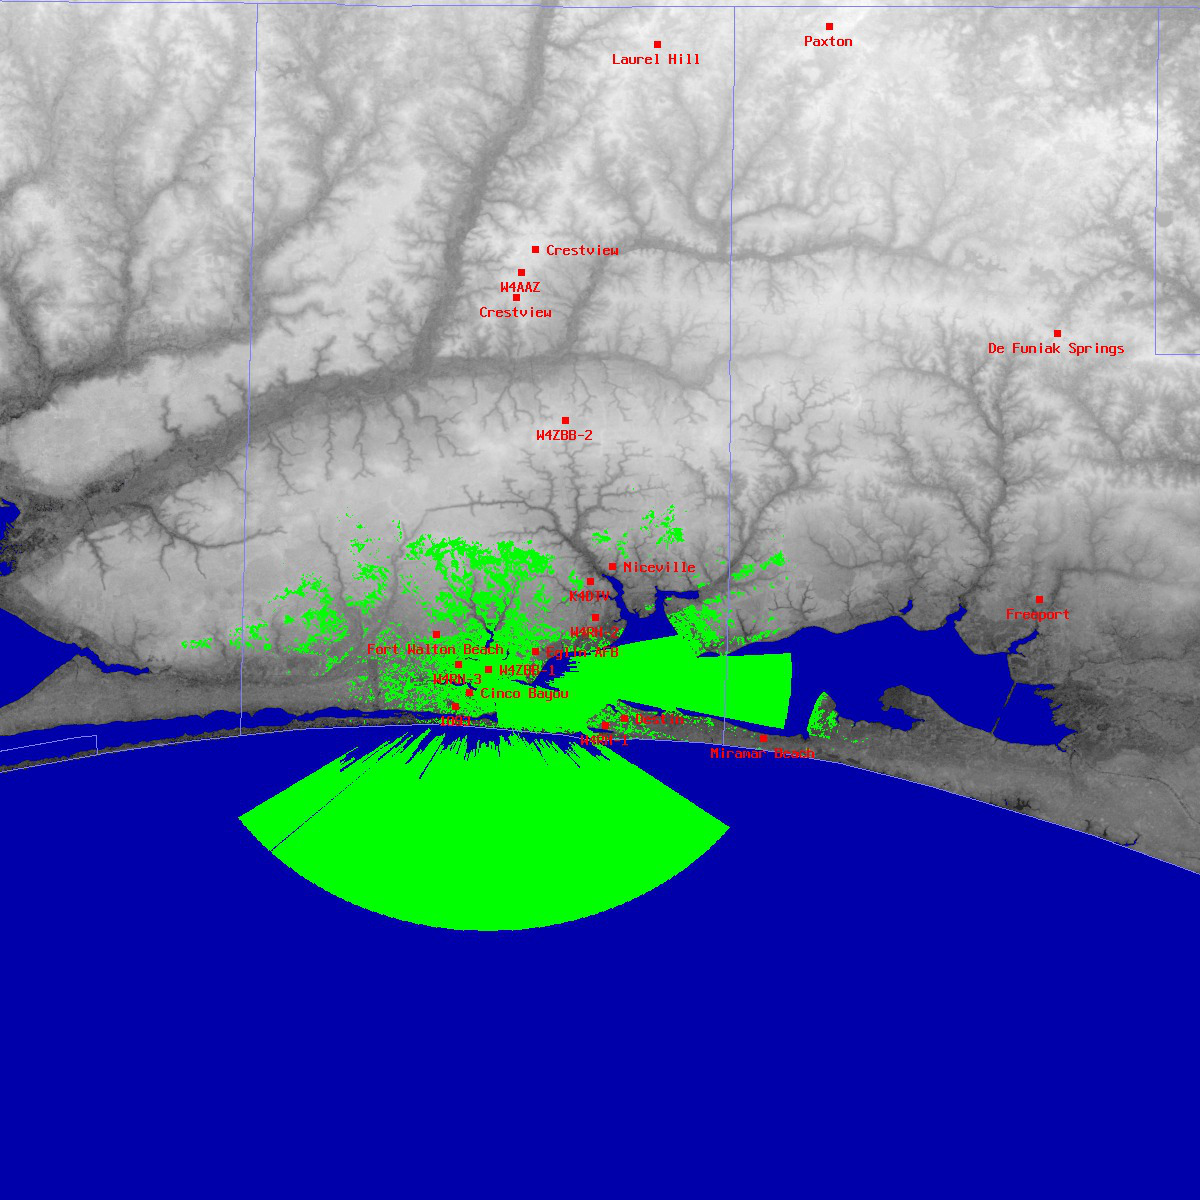 Paxton
Laurel Hill
Crestview
W4AAZ
Crestview
De Funiak Springs
W4ZBB-2
Niceville
K4DTV
Freeport
W4RH-2
Fort Walton Beach
Eglin AFB
W4ZBB-1
W4RN-3
Cinco Bayou
Destin
Miramar Beach